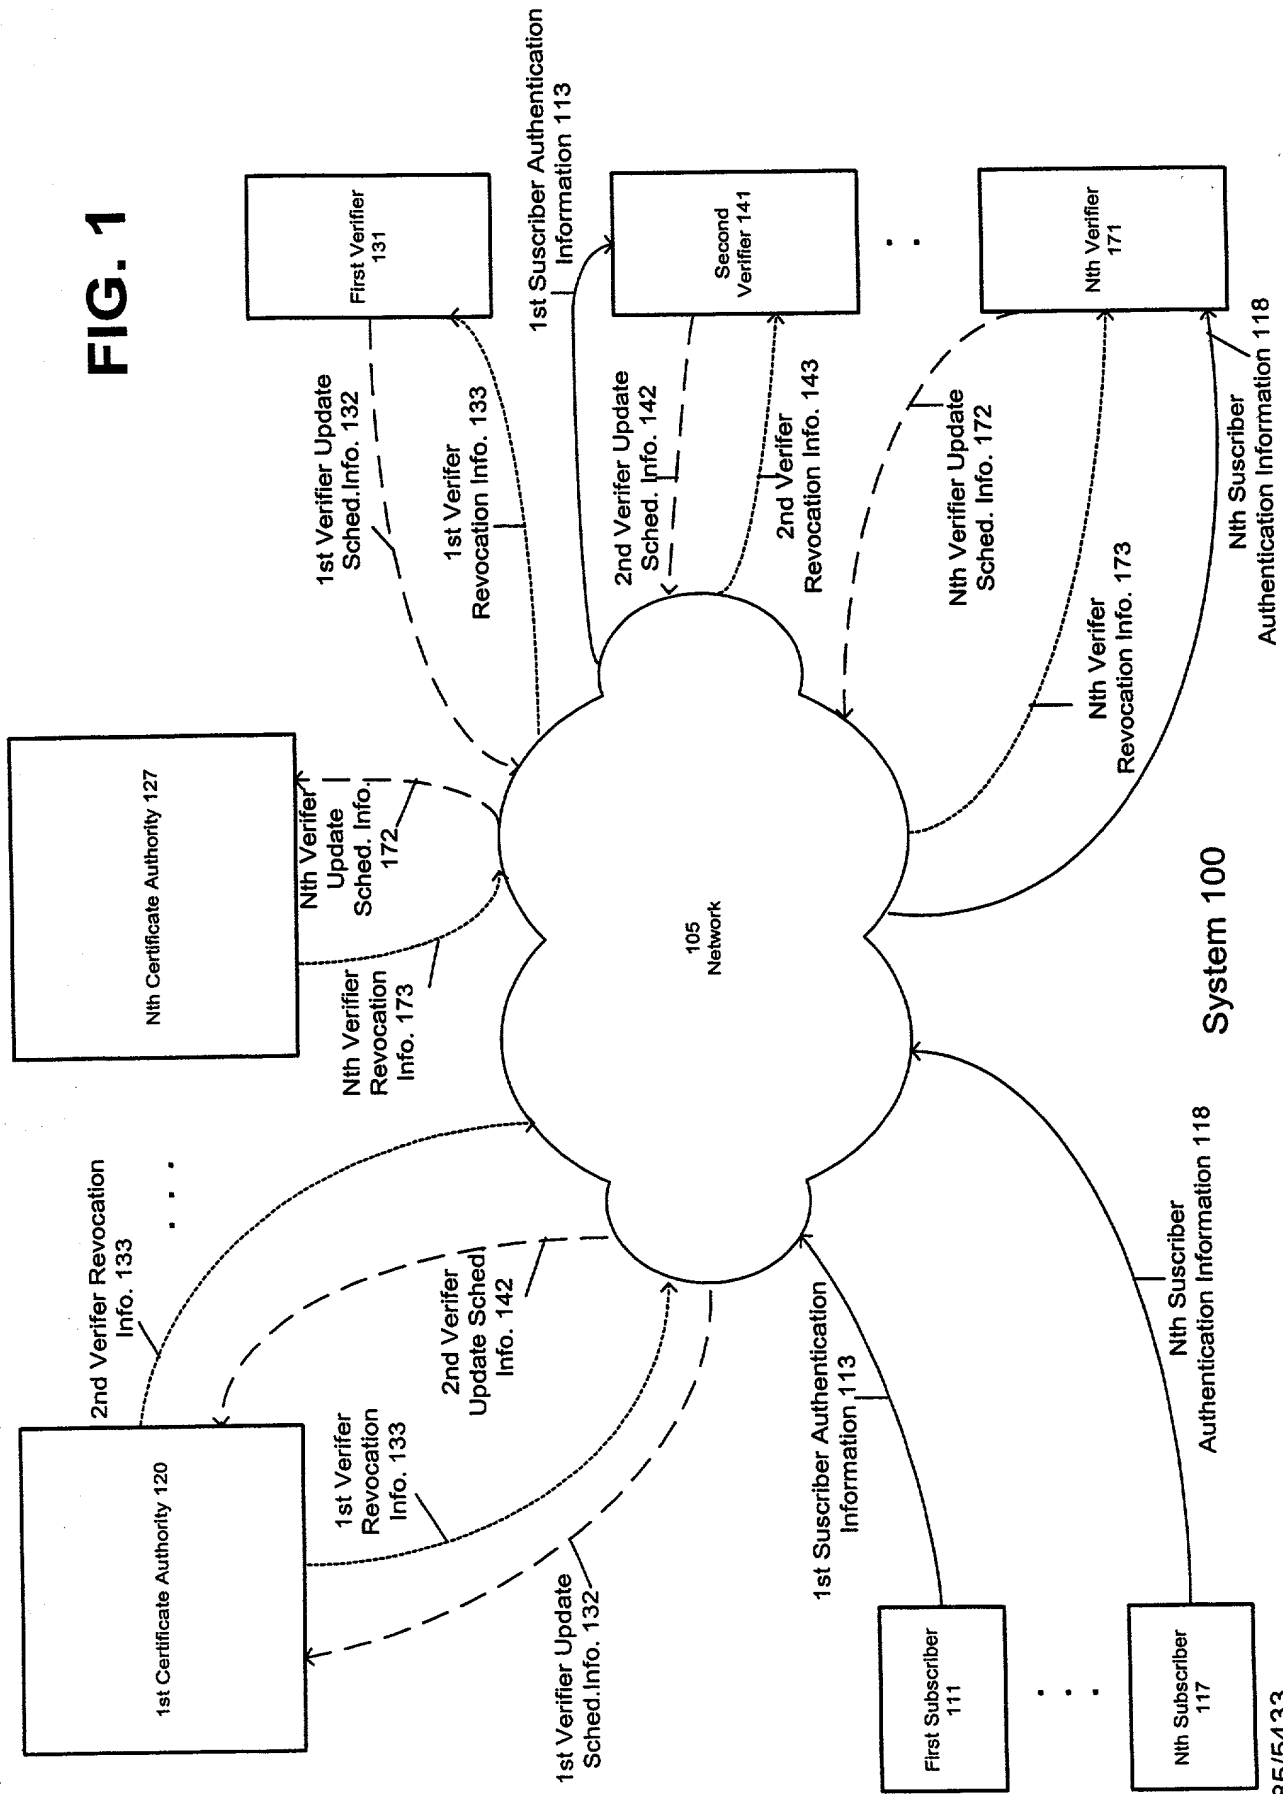 FIG. 1
1st Certificate Authority 120
Nth Certificate Authority 127
First Verifier
131
2nd Verifer Revocation
Info. 133
Nth Verifier
Revocation
Info. 173
Nth Verifer
Update
Sched. Info.
172
1st Verifier Update
Sched.Info. 132
1st Verifer
Revocation Info. 133
1st Suscriber Authentication
Information 113
1st Verifer
Revocation
Info. 133
2nd Verifer
Update Sched.
Info. 142
1st Verifier Update
Sched.Info. 132
105
Network
2nd Verifer Update
Sched. Info. 142
2nd Verifer
Revocation Info. 143
Second
Verifier 141
1st Suscriber Authentication
Information 113
Nth Verifier Update
Sched. Info. 172
Nth Verifer
Revocation Info. 173
Nth Verifier
171
First Subscriber
111
Nth Subscriber
117
Nth Suscriber
Authentication Information 118
Nth Suscriber
Authentication Information 118
System 100
35/5433